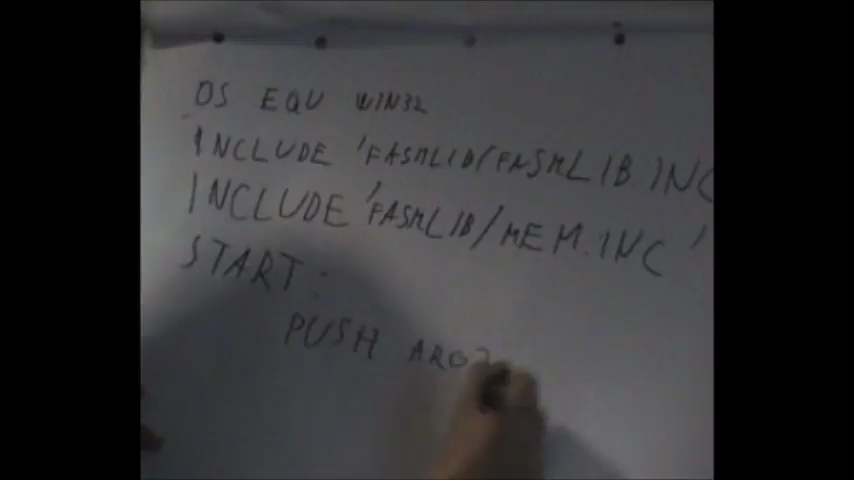 OS EQU WIN32
INCLUDE 'FASMLIB/FASMLIB.INC
INCLUDE 'FASMLIB/MEM.INC'
START:
PUSH